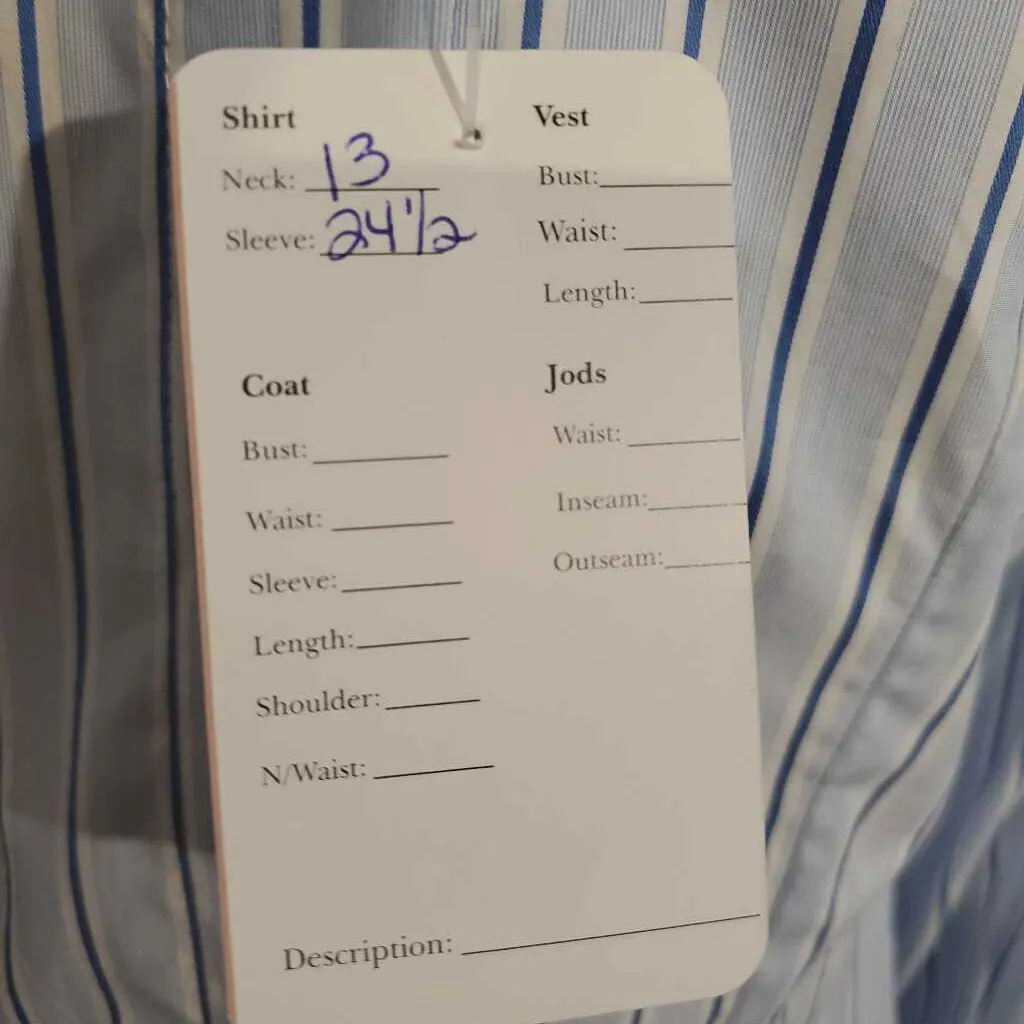 Shirt
Neck: 13
Sleeve: 24 1/2
Vest
Bust:
Waist:
Length:
Coat
Bust:
Waist:
Sleeve:
Length:
Shoulder:
N/Waist:
Jods
Waist:
Inseam:
Outseam:
Description: